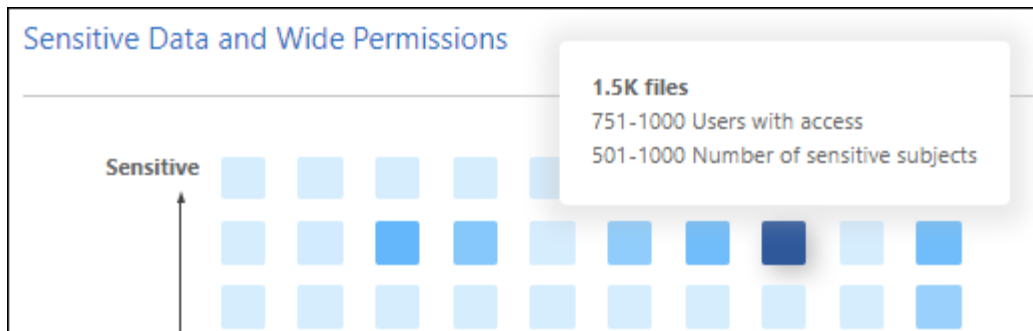 Sensitive Data and Wide Permissions
1.5K files
751-1000 Users with access
501-1000 Number of sensitive subjects
Sensitive